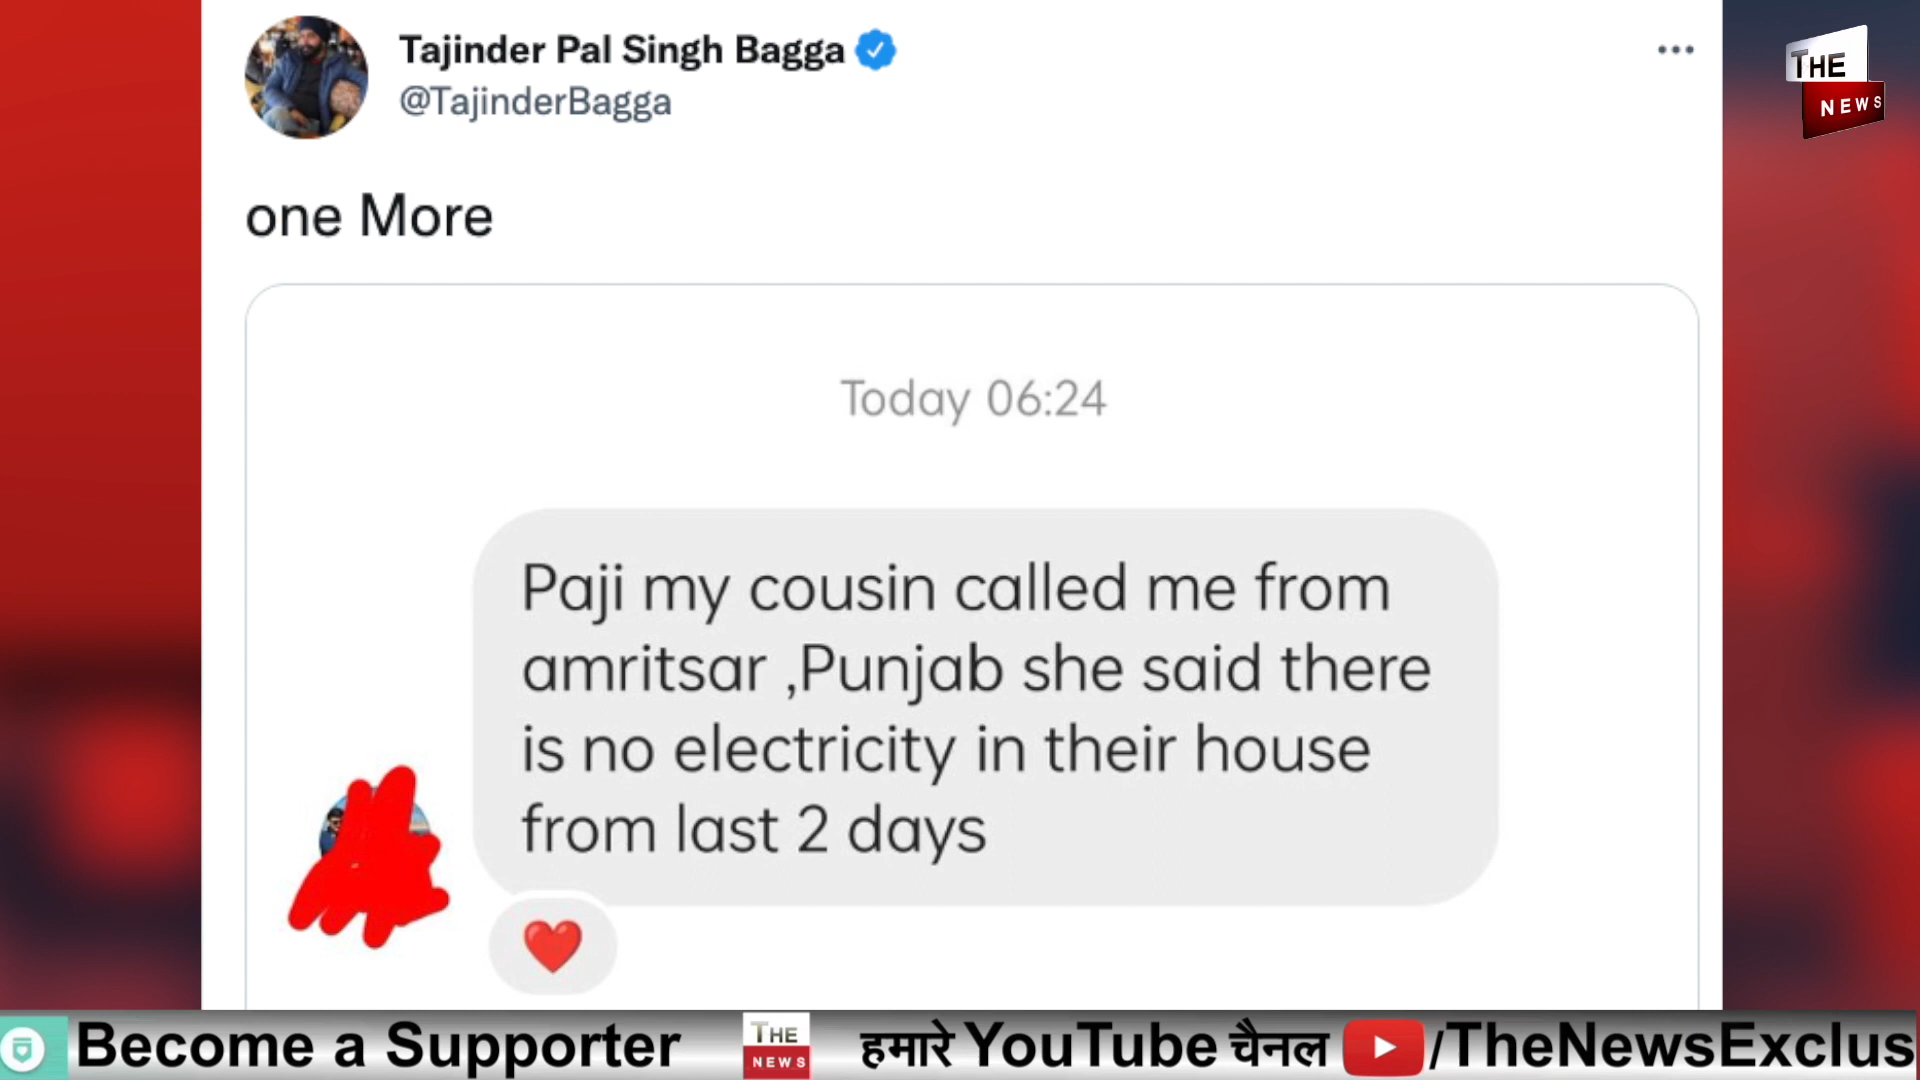 Tajinder Pal Singh Bagga
@TajinderBagga
THE
NEWS
one More
Today 06:24
Paji my cousin called me from
amritsar ,Punjab she said there
is no electricity in their house
from last 2 days
Become a Supporter THE NEWS हमारे YouTube चैनल /TheNewsExclus